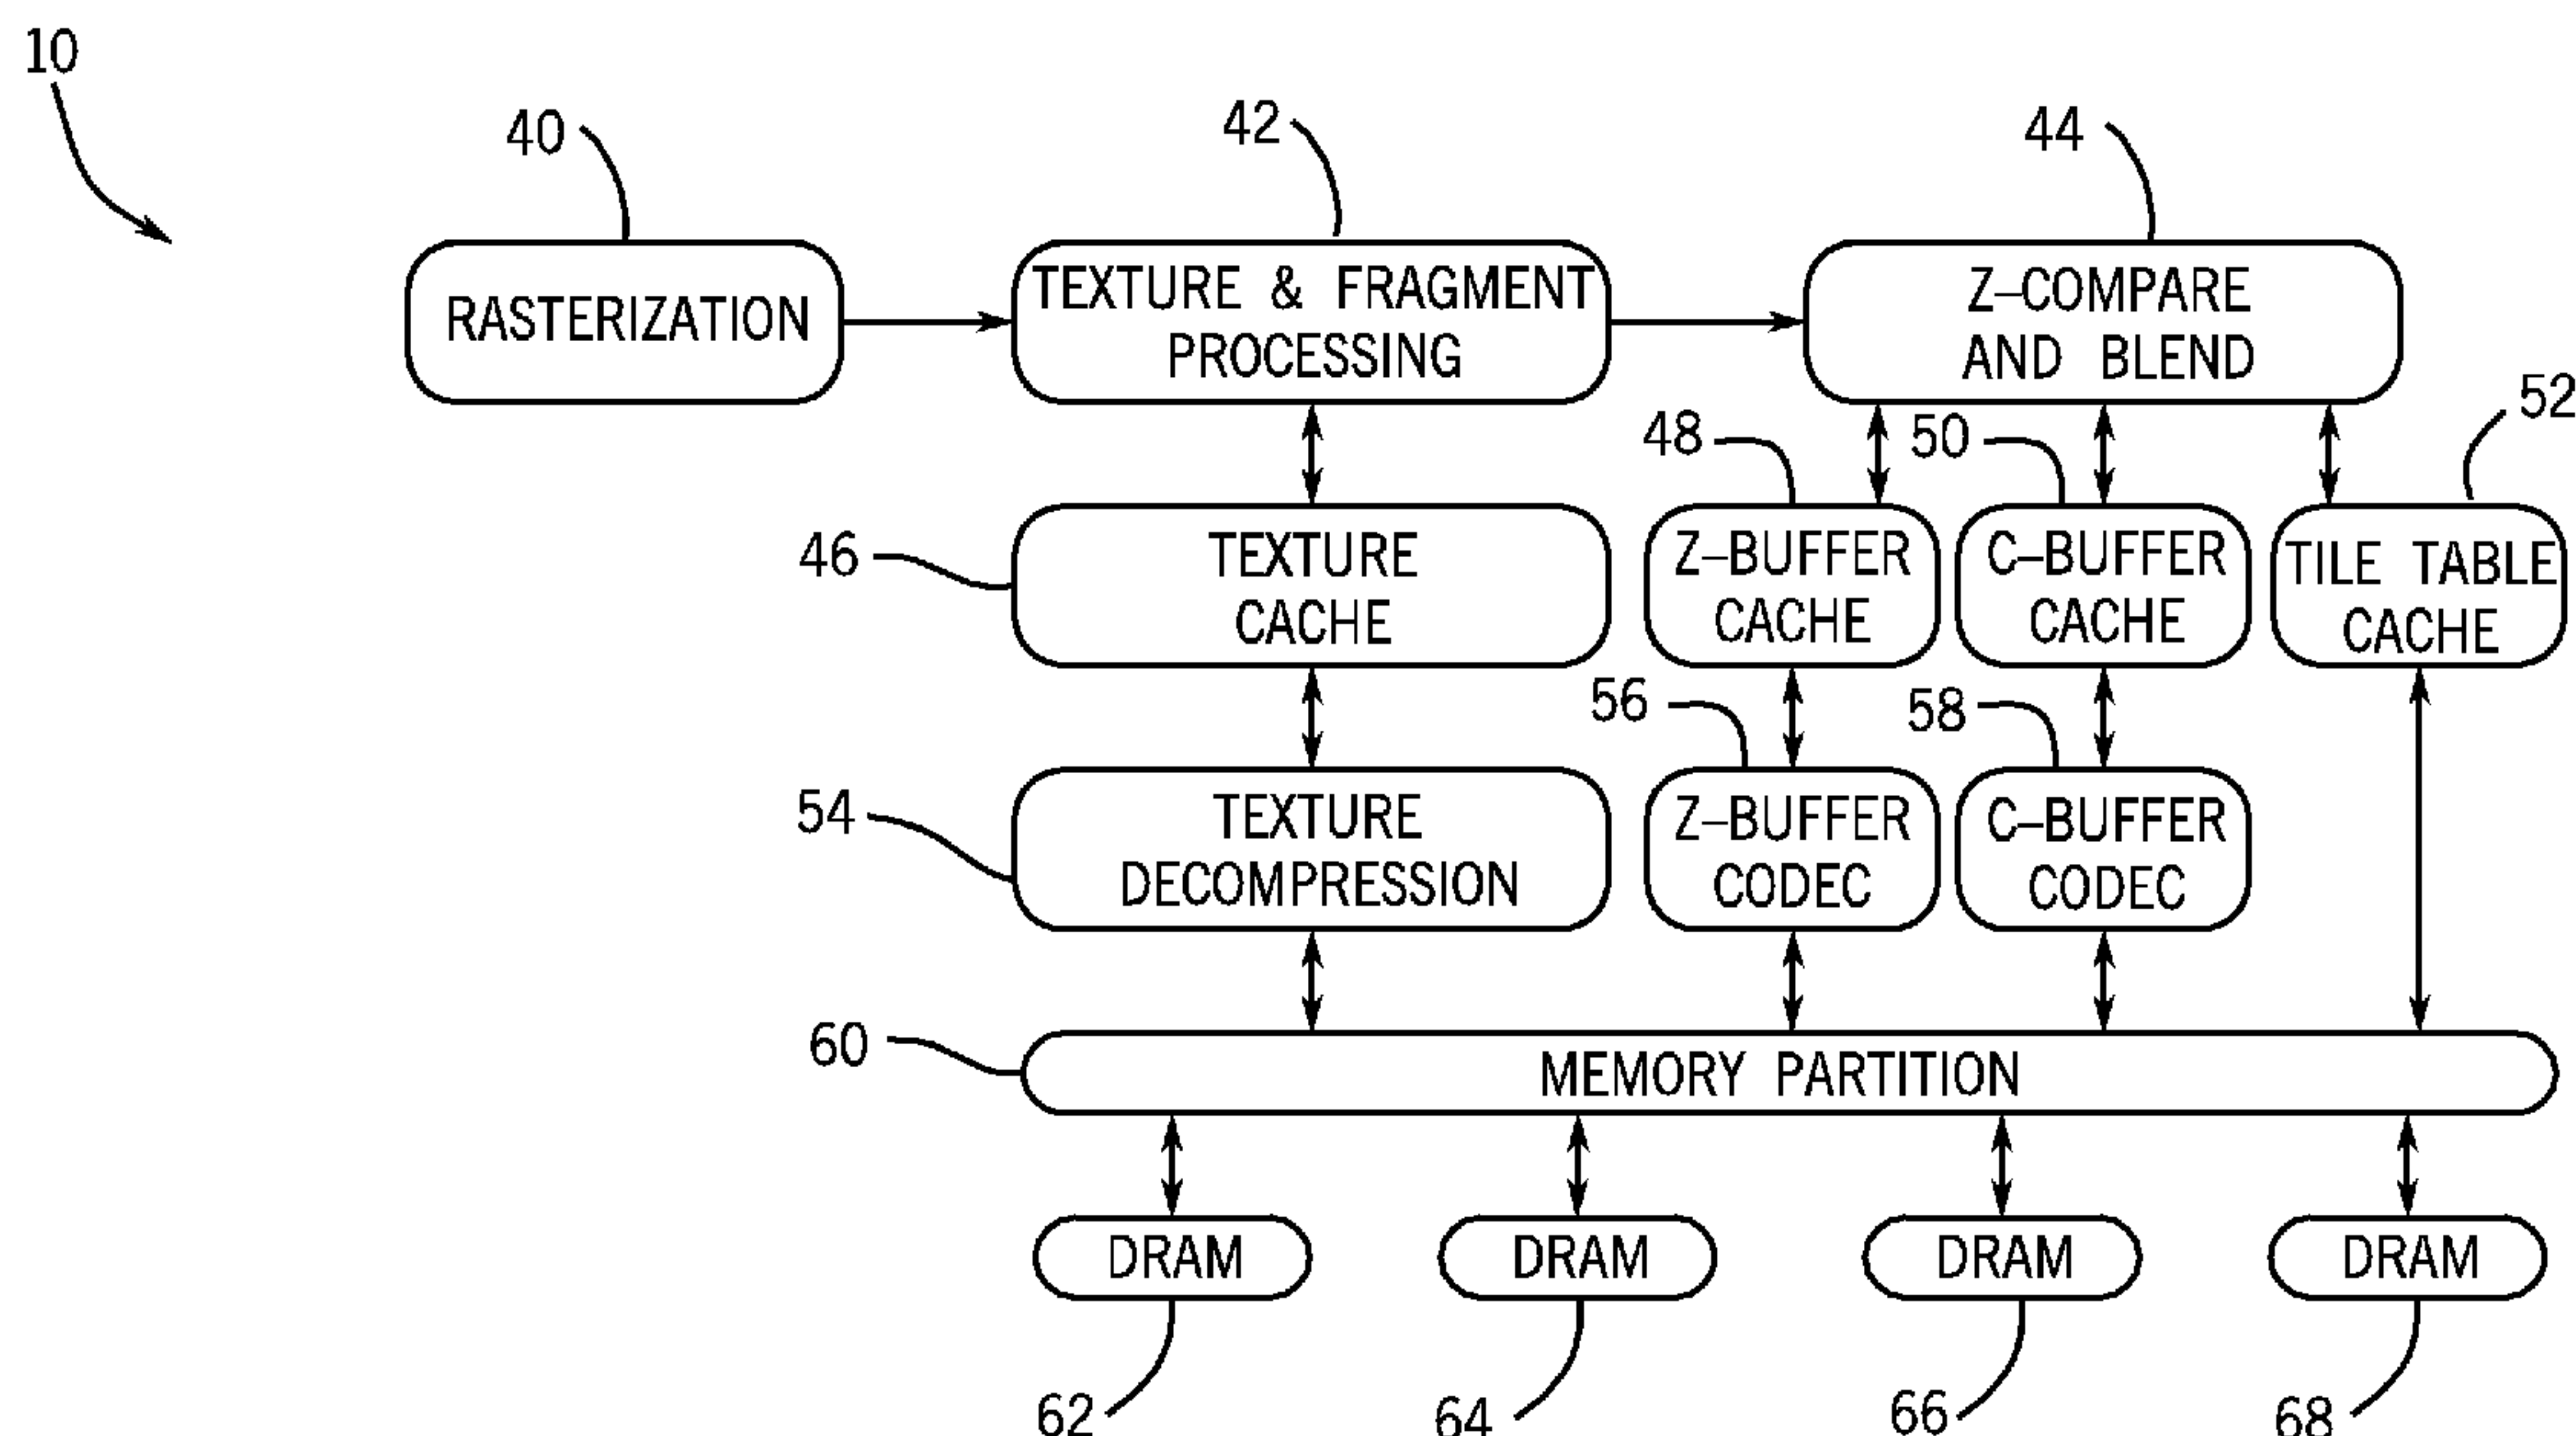 10
40
42
44
RASTERIZATION
TEXTURE & FRAGMENT
PROCESSING
Z–COMPARE
AND BLEND
46
48
50
52
TEXTURE
CACHE
Z–BUFFER
CACHE
C–BUFFER
CACHE
TILE TABLE
CACHE
54
56
58
TEXTURE
DECOMPRESSION
Z–BUFFER
CODEC
C–BUFFER
CODEC
60
MEMORY PARTITION
DRAM
DRAM
DRAM
DRAM
62
64
66
68